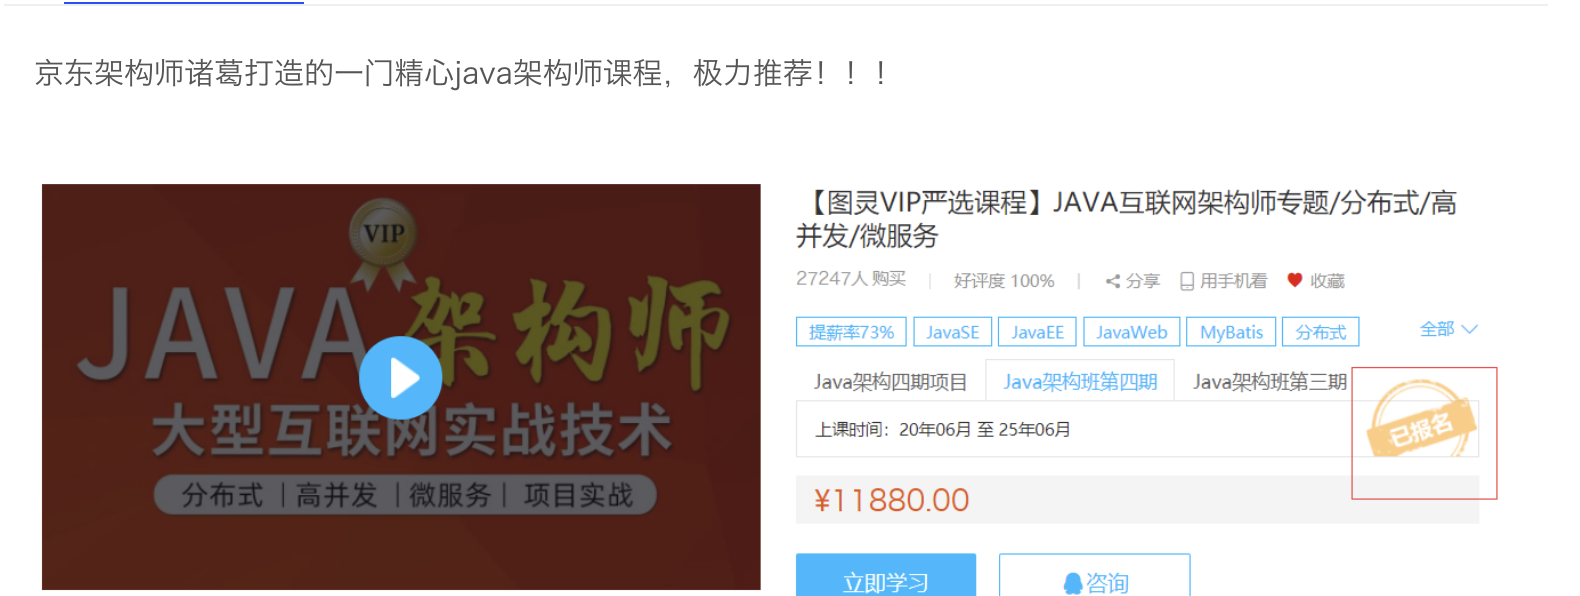 京东架构师诸葛打造的一门精心java架构师课程，极力推荐！！！
VIP
JAVA架构师
大型互联网实战技术
分布式 | 高并发 | 微服务 | 项目实战
【图灵VIP严选课程】JAVA互联网架构师专题/分布式/高
并发/微服务
27247人 购买 | 好评度 100% | 分享 用手机看 收藏
提薪率73% JavaSE JavaEE JavaWeb MyBatis 分布式 全部
Java架构四期项目 Java架构班第四期 Java架构班第三期
已报名
上课时间：20年06月 至 25年06月
¥11880.00
立即学习 咨询